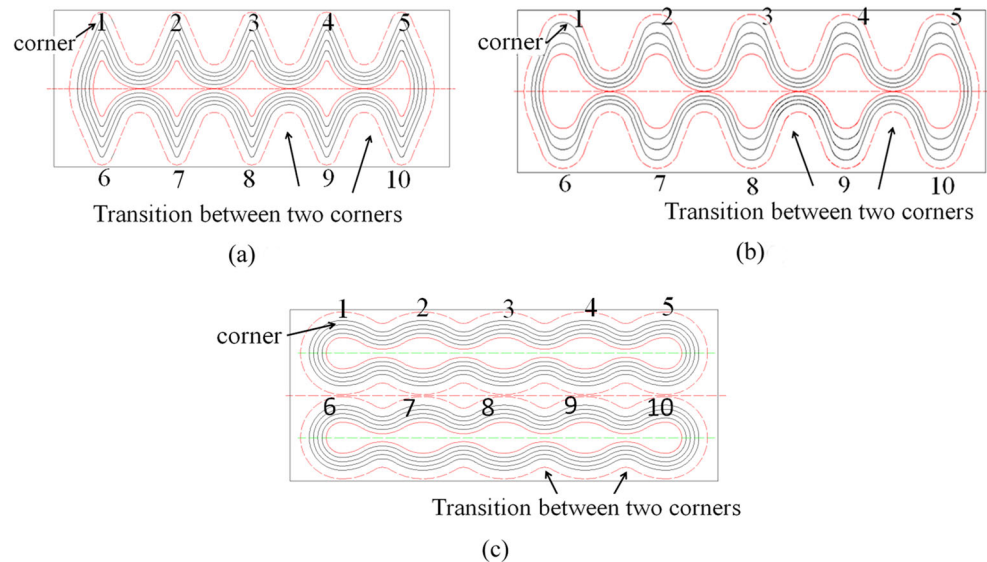 1 2 3 4 5
corner
6 7 8 9 10
Transition between two corners
(a)
1 2 3 4 5
corner
6 7 8 9 10
Transition between two corners
(b)
1 2 3 4 5
corner
6 7 8 9 10
Transition between two corners
(c)